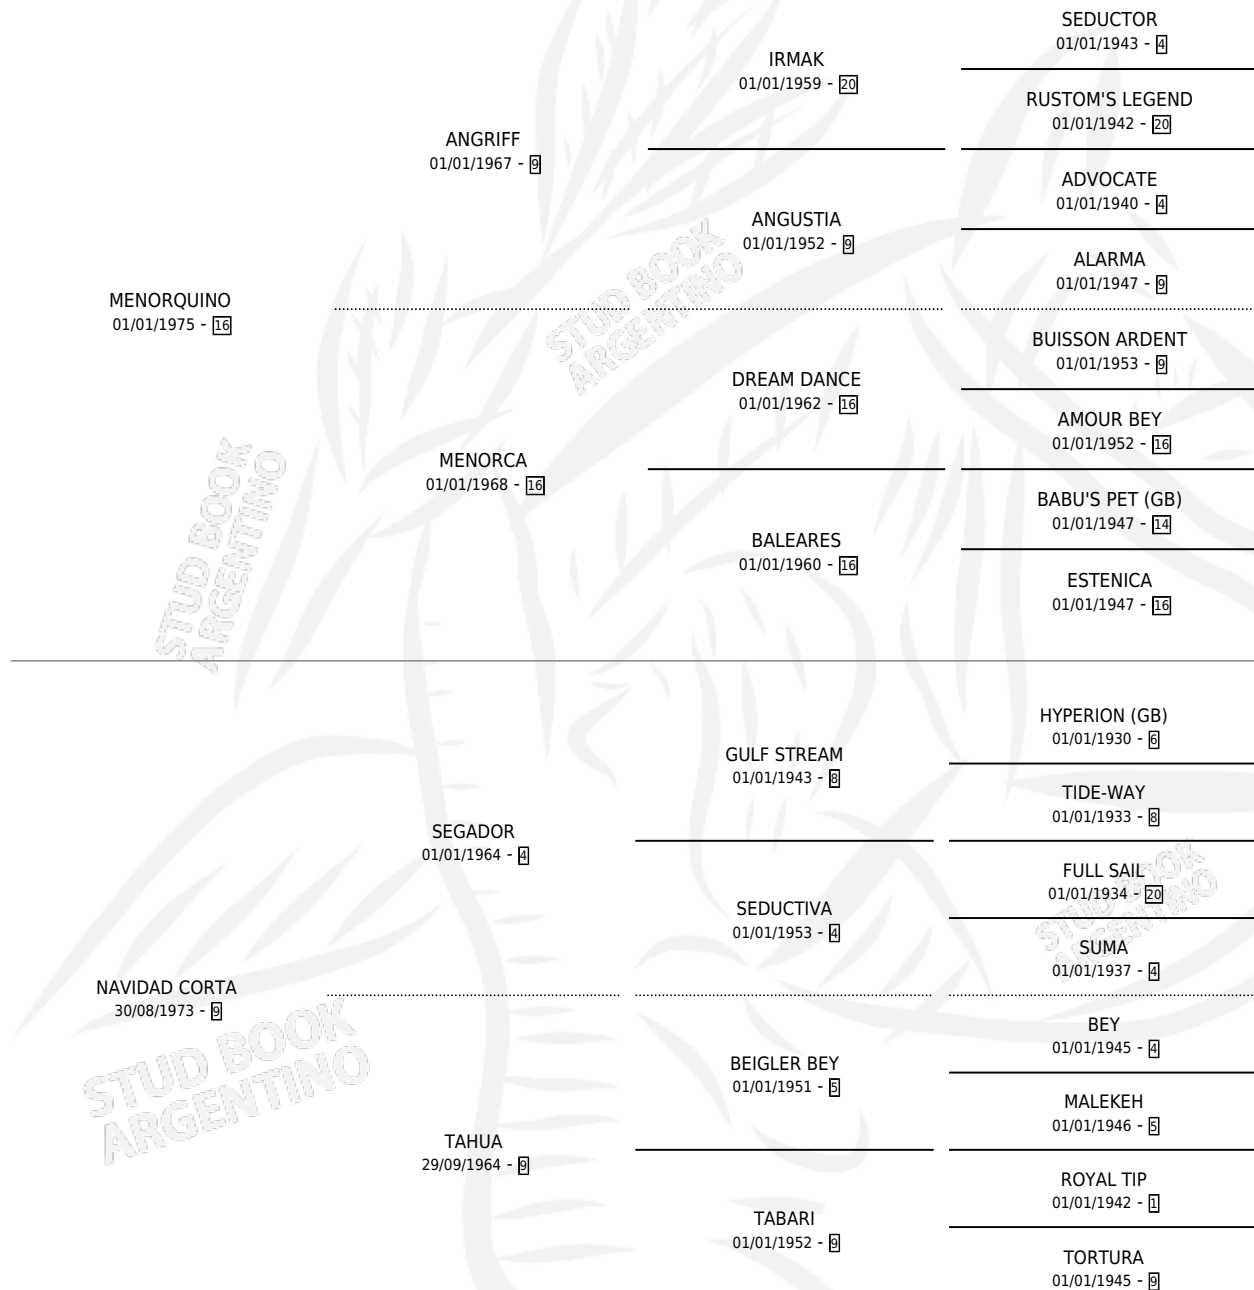 SEDUCTOR
01/01/1943 - 4
IRMAK
01/01/1959 - 20
RUSTOM'S LEGEND
01/01/1942 - 20
ANGRIFF
01/01/1967 - 9
ADVOCATE
01/01/1940 - 4
ANGUSTIA
01/01/1952 - 9
ALARMA
01/01/1947 - 9
MENORQUINO
01/01/1975 - 16
BUISSON ARDENT
01/01/1953 - 9
DREAM DANCE
01/01/1962 - 16
AMOUR BEY
01/01/1952 - 16
MENORCA
01/01/1968 - 16
BABU'S PET (GB)
01/01/1947 - 14
BALEARES
01/01/1960 - 16
ESTENICA
01/01/1947 - 16
HYPERION (GB)
01/01/1930 - 6
GULF STREAM
01/01/1943 - 8
TIDE-WAY
01/01/1933 - 8
SEGADOR
01/01/1964 - 4
FULL SAIL
01/01/1934 - 20
SEDUCTIVA
01/01/1953 - 4
SUMA
01/01/1937 - 4
NAVIDAD CORTA
30/08/1973 - 9
BEY
01/01/1945 - 4
BEIGLER BEY
01/01/1951 - 5
MALEKEH
01/01/1946 - 5
TAHUA
29/09/1964 - 9
ROYAL TIP
01/01/1942 - 1
TABARI
01/01/1952 - 9
TORTURA
01/01/1945 - 9
STUD BOOK
ARGENTINO
STUD BOOK
ARGENTINO
STUD BOOK
ARGENTINO
STUD BOOK
ARGENTINO